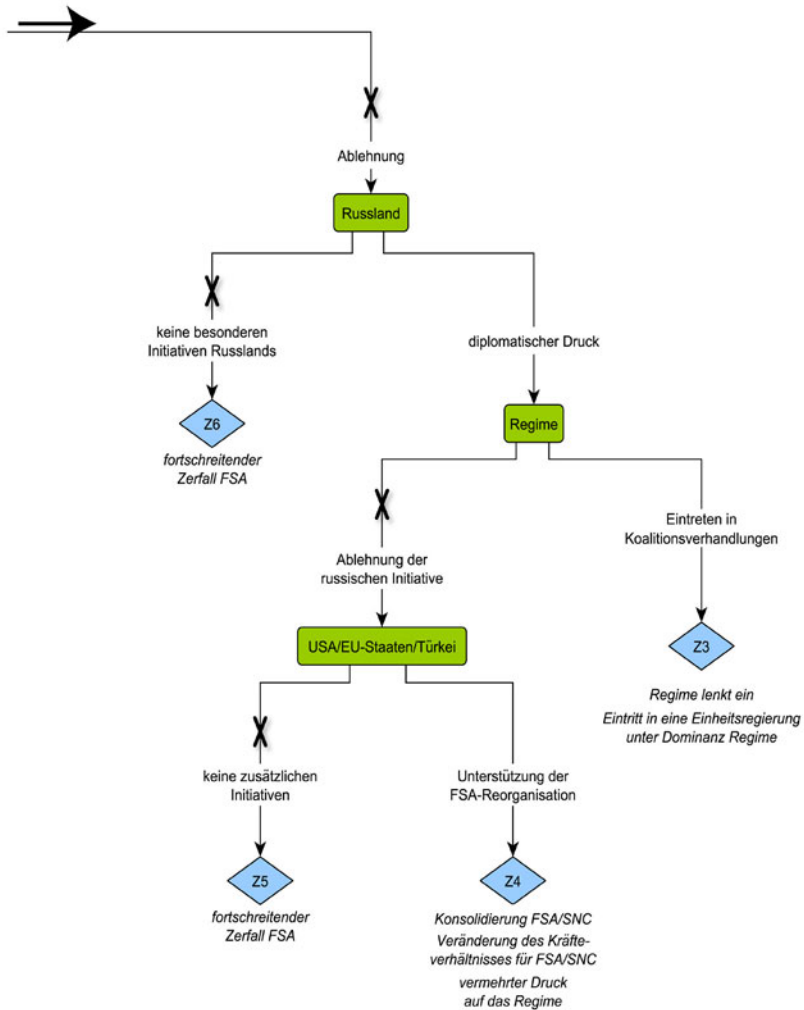 Ablehnung
Russland
keine besonderen
Initiativen Russlands
diplomatischer Druck
Z6
fortschreitender
Zerfall FSA
Regime
Ablehnung der
russischen Initiative
Eintreten in
Koalitionsverhandlungen
USA/EU-Staaten/Türkei
Z3
Regime lenkt ein
Eintritt in eine Einheitsregierung
unter Dominanz Regime
keine zusätzlichen
Initiativen
Unterstützung der
FSA-Reorganisation
Z5
fortschreitender
Zerfall FSA
Z4
Konsolidierung FSA/SNC
Veränderung des Kräfte-
verhältnisses für FSA/SNC
vermehrter Druck
auf das Regime